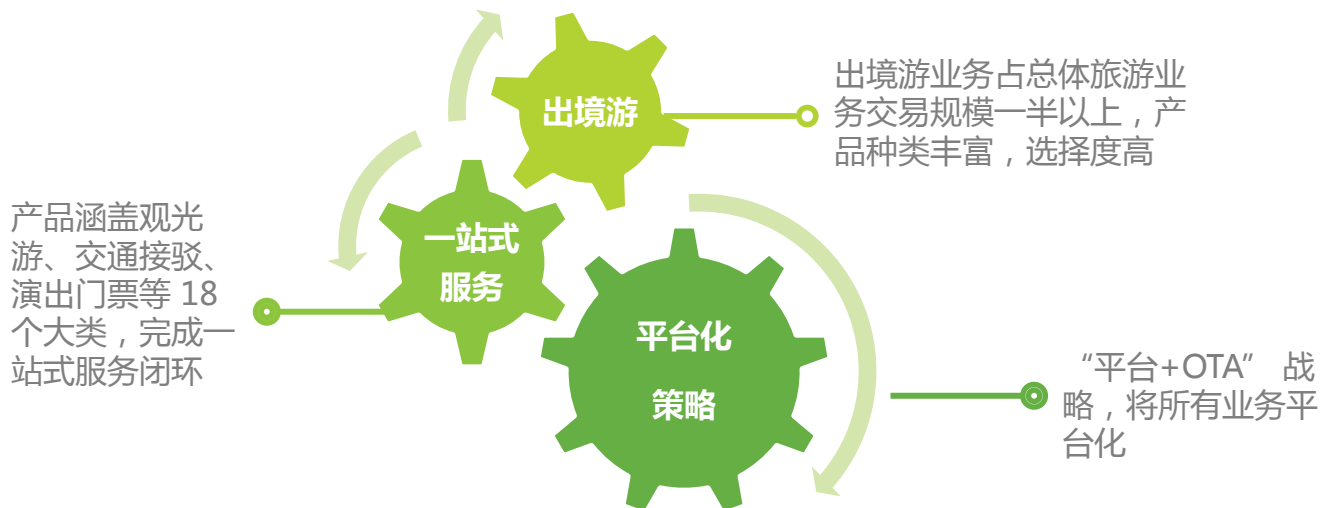 出境游
出境游业务占总体旅游业
务交易规模一半以上，产
品种类丰富，选择度高
一站式
服务
产品涵盖观光
游、交通接驳、
演出门票等 18
个大类，完成一
站式服务闭环
平台化
策略
“平台+OTA” 战
略，将所有业务平
台化